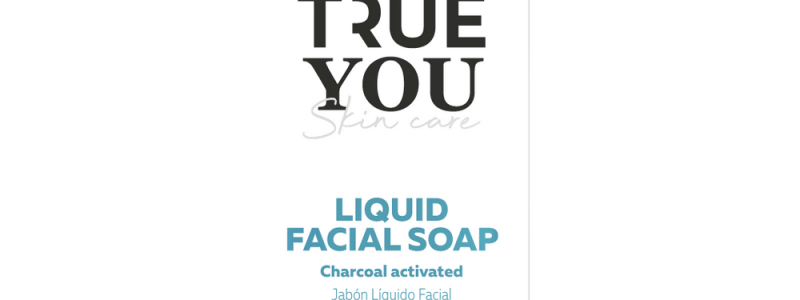 TRUE
YOU
Skin care
LIQUID
FACIAL SOAP
Charcoal activated
Jabón Líquido Facial